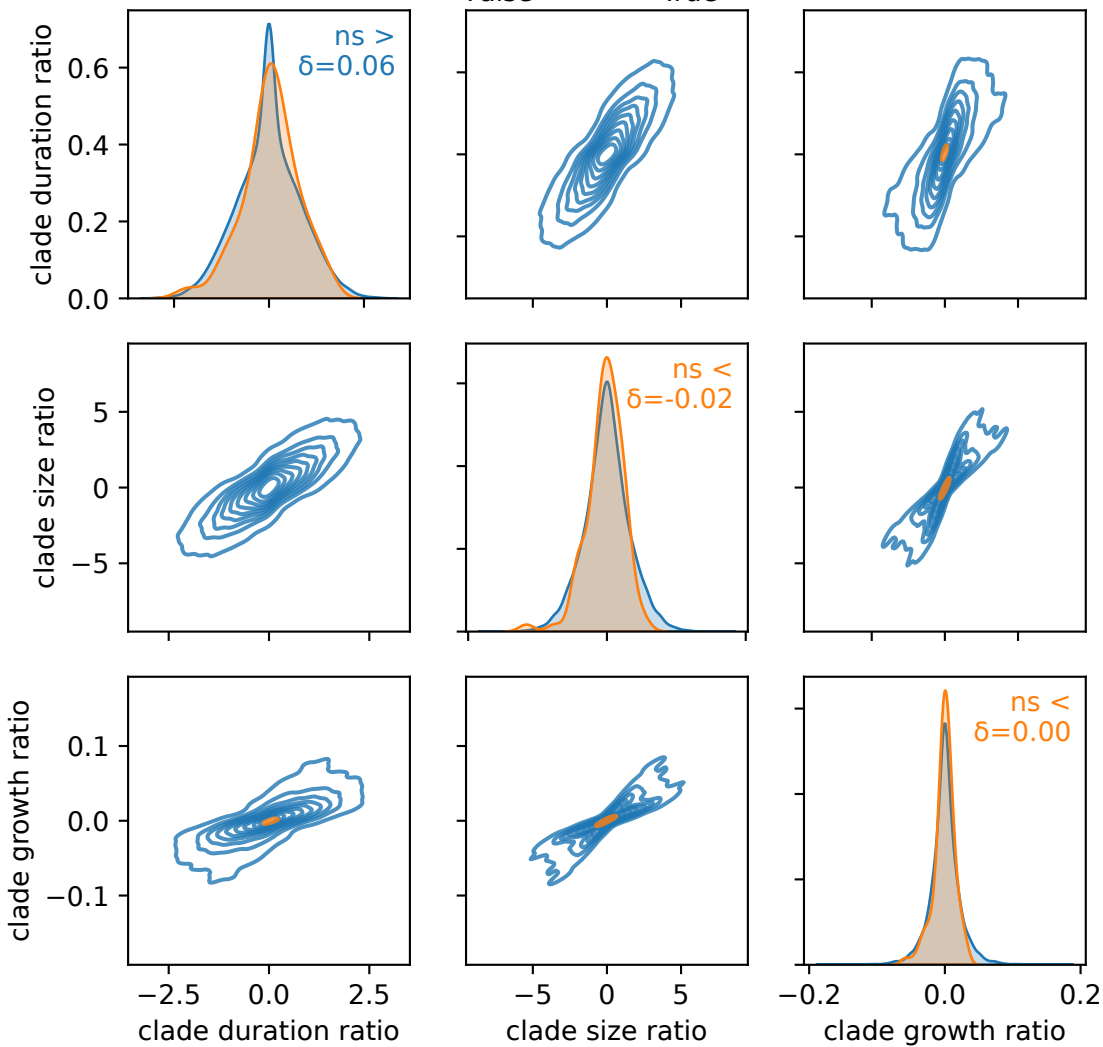 clade duration ratio
0.6
0.4
0.2
0.0
ns >
δ=0.06
clade size ratio
5
0
−5
ns <
δ=-0.02
clade growth ratio
0.1
0.0
−0.1
ns <
δ=0.00
−2.5 0.0 2.5
clade duration ratio
−5 0 5
clade size ratio
−0.2 0.0 0.2
clade growth ratio